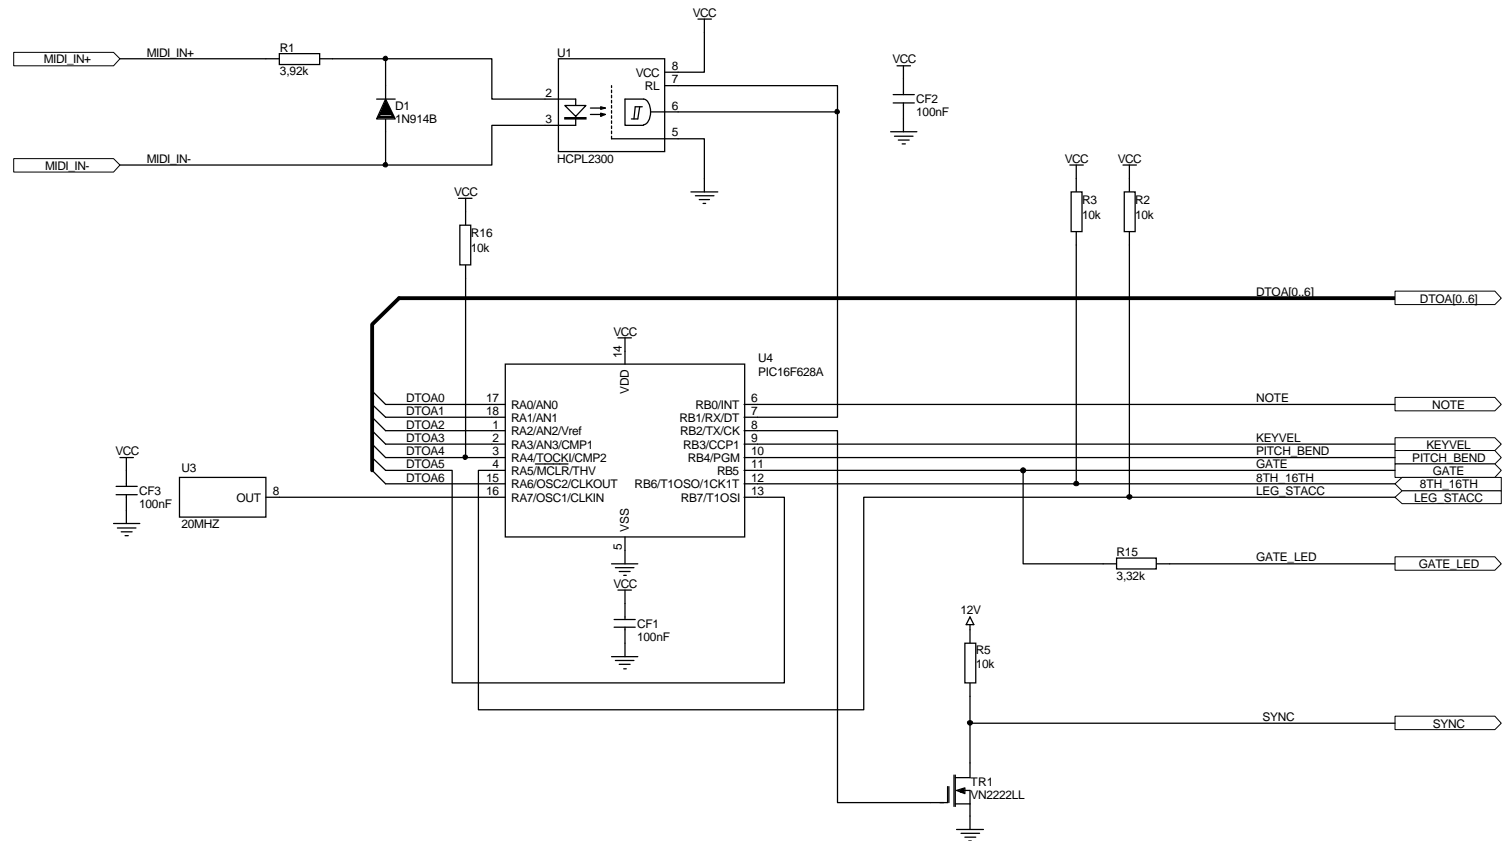 VCC
MIDI_IN+ MIDI_IN+ R1
3,92k
U1
VCC 8
RL 7
2
6
3
5
HCPL2300
D1
1N914B
MIDI_IN- MIDI_IN-
VCC
CF2
100nF
VCC
R16
10k
VCC
R3
10k
VCC
R2
10k
DTOA[0..6] DTOA[0..6]
VCC
14
VDD
U4
PIC16F628A
DTOA0 17 RA0/AN0 RB0/INT 6 NOTE NOTE
DTOA1 18 RA1/AN1 RB1/RX/DT 7
DTOA2 1 RA2/AN2/Vref RB2/TX/CK 8
DTOA3 2 RA3/AN3/CMP1 RB3/CCP1 9 KEYVEL KEYVEL
DTOA4 3 RA4/TOCKI/CMP2 RB4/PGM 10 PITCH_BEND PITCH_BEND
DTOA5 4 RA5/MCLR/THV RB5 11 GATE GATE
DTOA6 15 RA6/OSC2/CLKOUT RB6/T1OSO/1CK1T 12 8TH_16TH 8TH_16TH
16 RA7/OSC1/CLKIN RB7/T1OSI 13 LEG_STACC LEG_STACC
VSS
5
VCC
CF3
100nF
U3
OUT 8
20MHZ
R15
3,32k
GATE_LED GATE_LED
VCC
CF1
100nF
12V
R5
10k
SYNC SYNC
TR1
VN2222LL